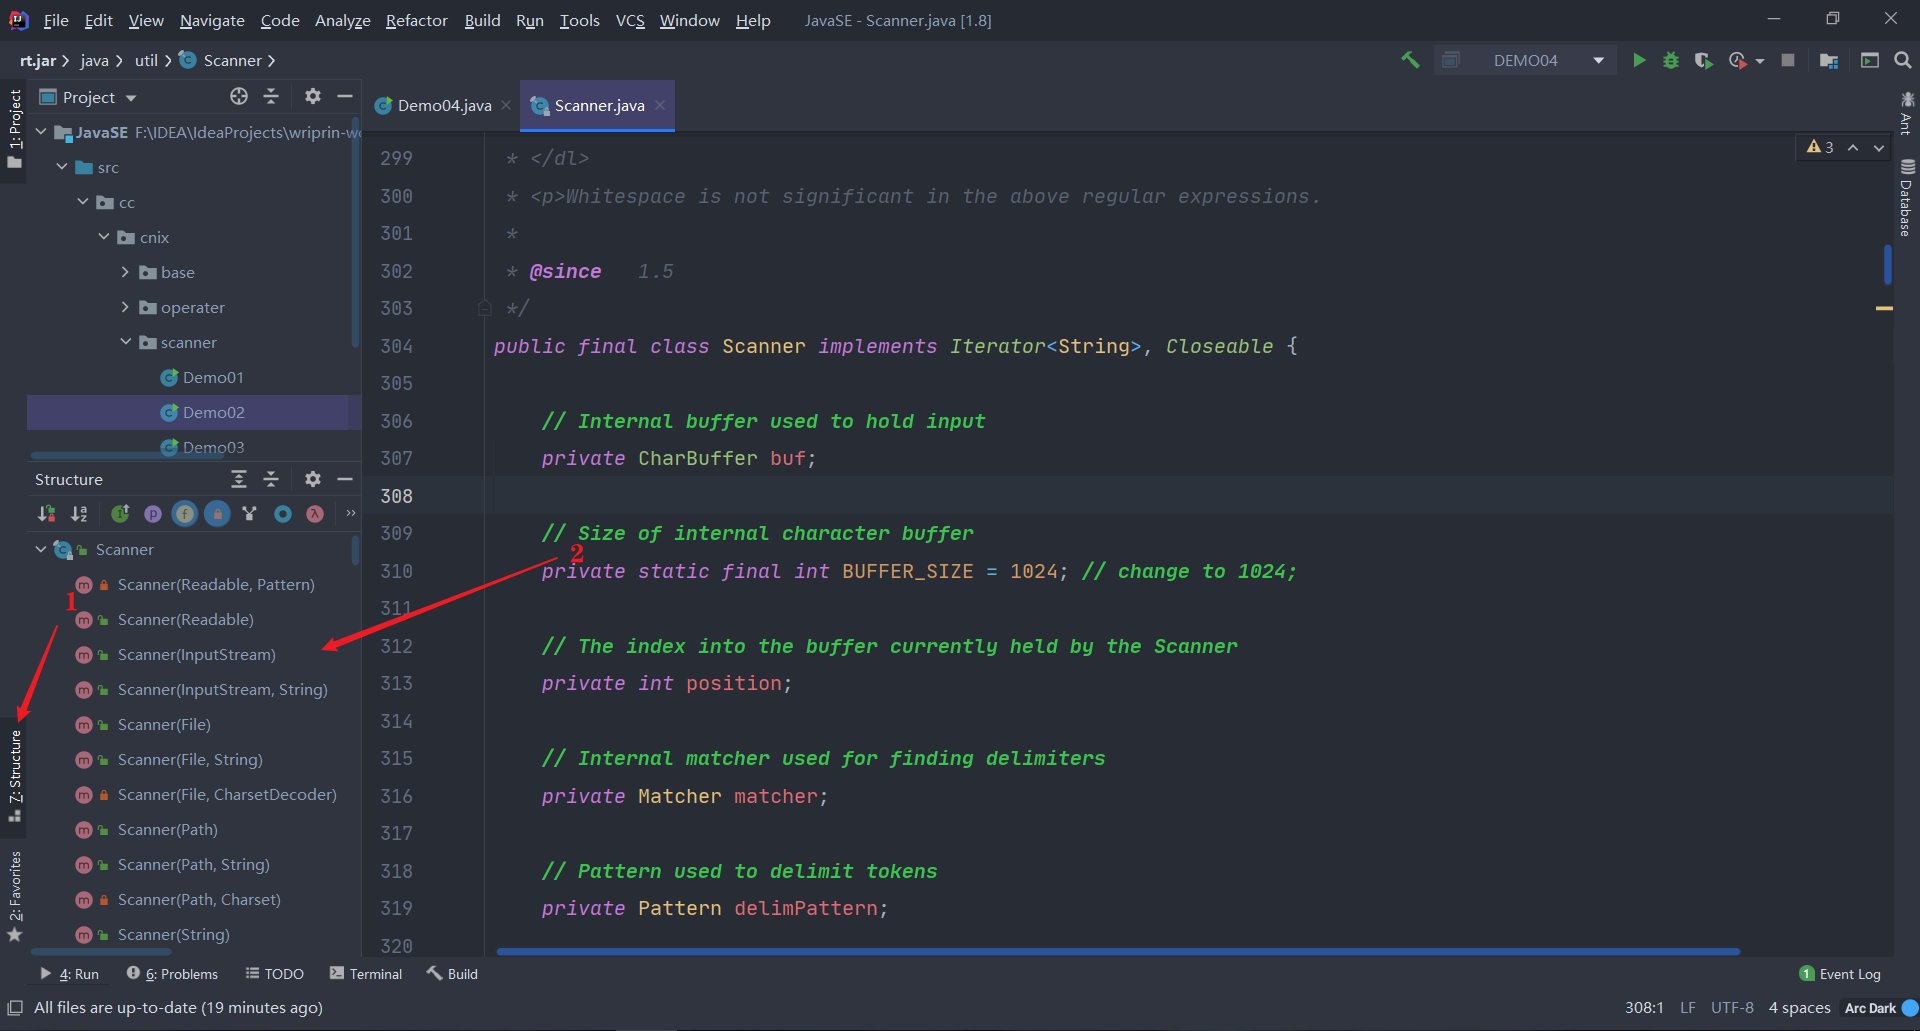 File Edit View Navigate Code Analyze Refactor Build Run Tools VCS Window Help JavaSE - Scanner.java [1.8]
rt.jar java util Scanner DEMO04
1: Project
Project
JavaSE F:\IDEA\IdeaProjects\wriprin-wo
src
cc
cnix
base
operater
scanner
Demo01
Demo02
Demo03
Structure
Scanner
Scanner(Readable, Pattern)
Scanner(Readable)
Scanner(InputStream)
Scanner(InputStream, String)
Scanner(File)
Scanner(File, String)
Scanner(File, CharsetDecoder)
Scanner(Path)
Scanner(Path, String)
Scanner(Path, Charset)
Scanner(String)
1
2
7: Structure
2: Favorites
Demo04.java Scanner.java
3
299 * </dl>
300 * <p>Whitespace is not significant in the above regular expressions.
301 *
302 * @since 1.5
303 */
304 public final class Scanner implements Iterator<String>, Closeable {
305
306 // Internal buffer used to hold input
307 private CharBuffer buf;
308
309 // Size of internal character buffer
310 private static final int BUFFER_SIZE = 1024; // change to 1024;
311
312 // The index into the buffer currently held by the Scanner
313 private int position;
314
315 // Internal matcher used for finding delimiters
316 private Matcher matcher;
317
318 // Pattern used to delimit tokens
319 private Pattern delimPattern;
320
Ant
Database
4: Run 6: Problems TODO Terminal Build 1 Event Log
All files are up-to-date (19 minutes ago) 308:1 LF UTF-8 4 spaces Arc Dark